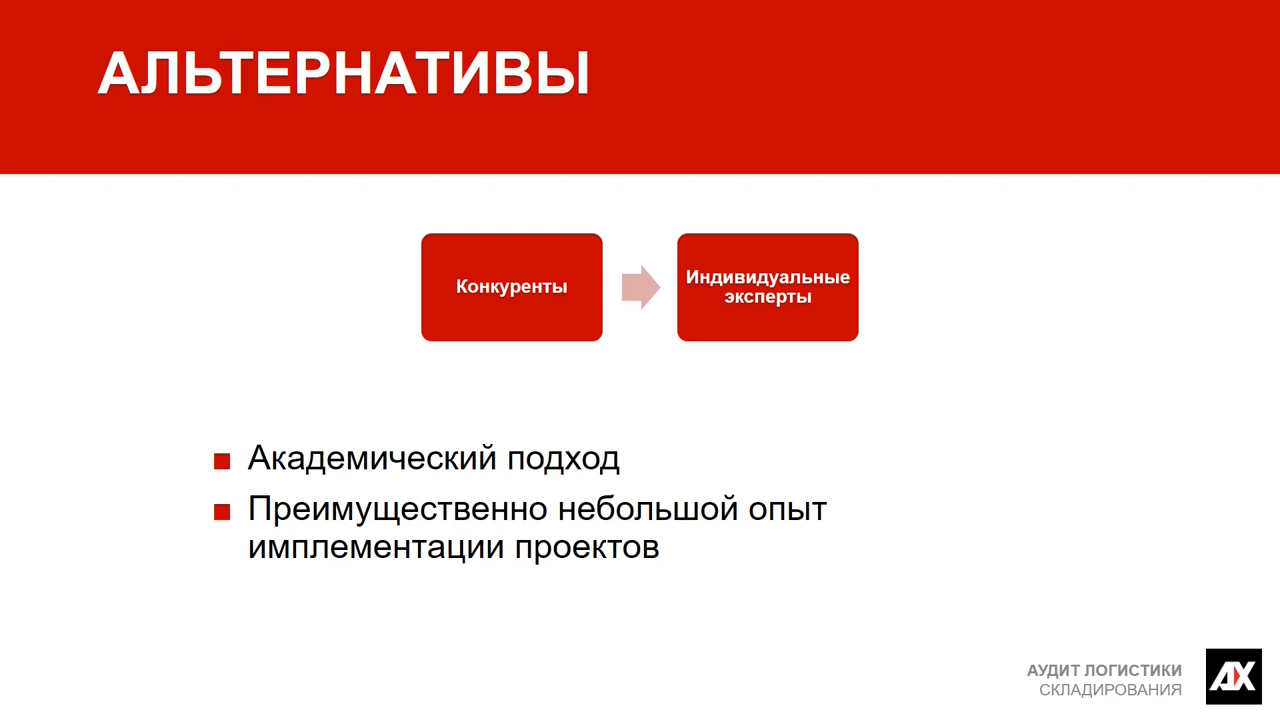 АЛЬТЕРНАТИВЫ
Конкуренты
Индивидуальные
эксперты
Академический подход
Преимущественно небольшой опыт
имплементации проектов
АУДИТ ЛОГИСТИКИ
СКЛАДИРОВАНИЯ
AX